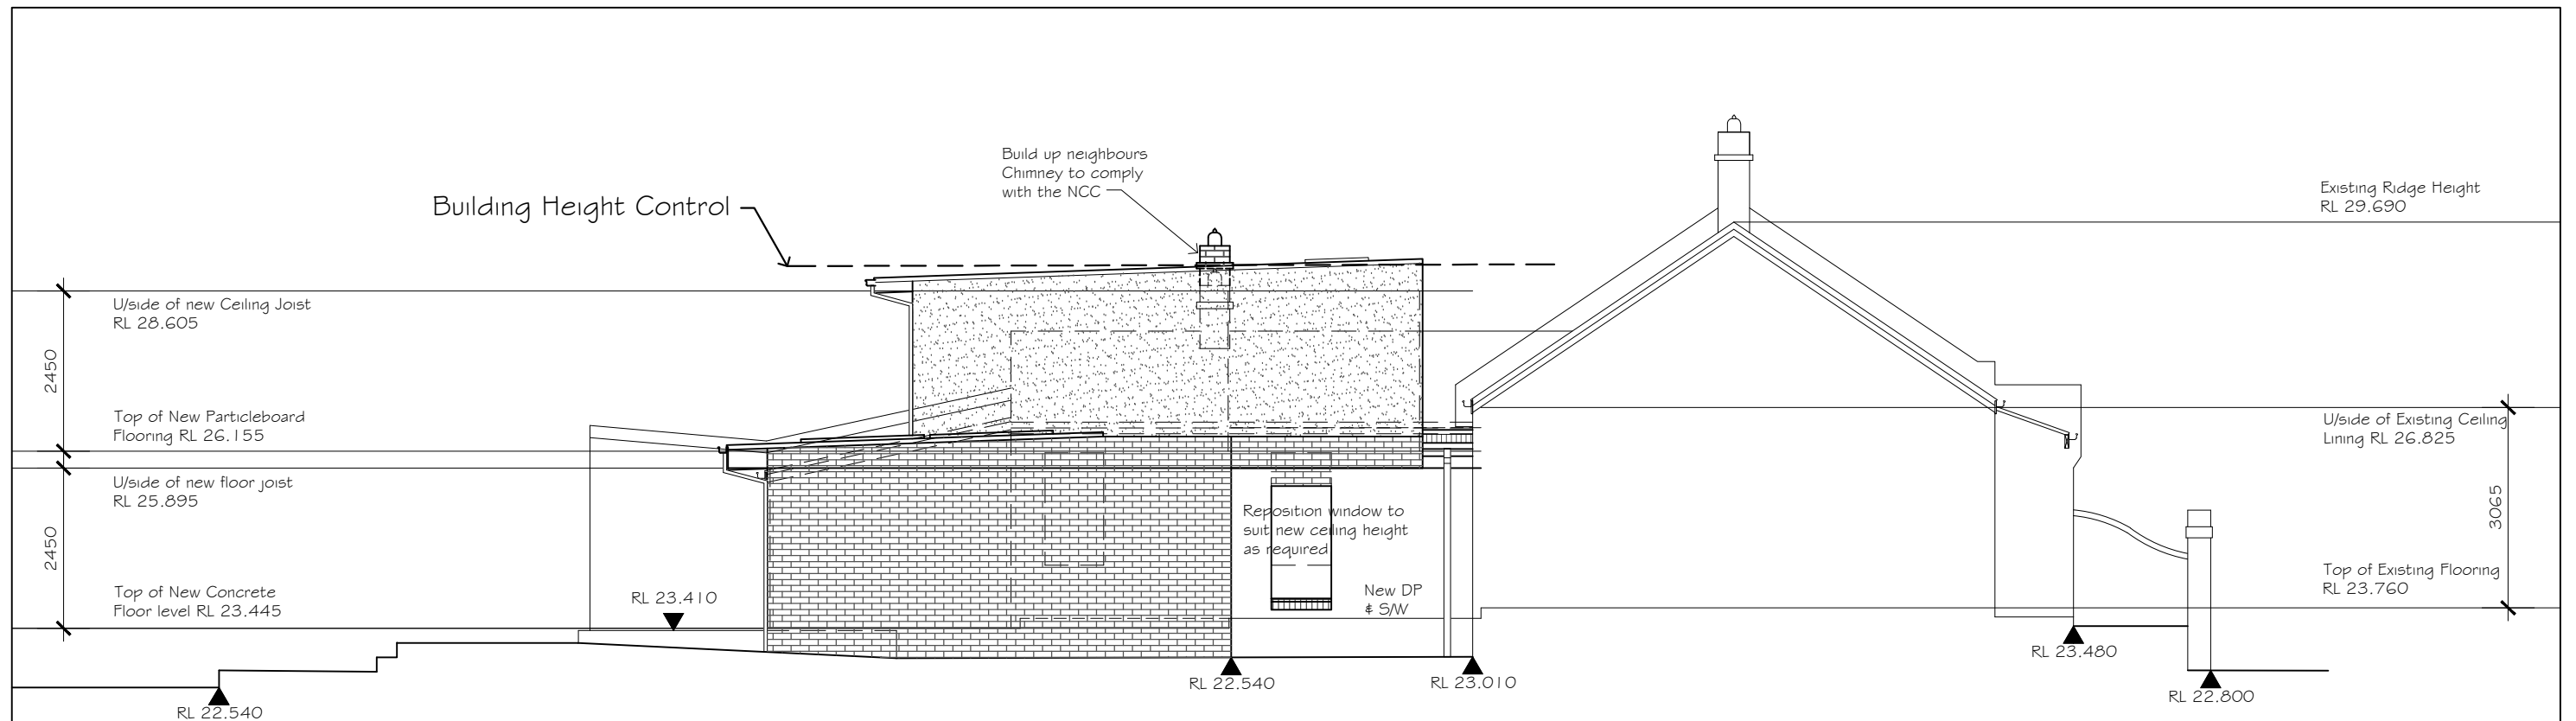 Building Height Control
Build up neighbours
Chimney to comply
with the NCC
Existing Ridge Height
RL 29.690
U/side of new Ceiling Joist
RL 28.605
2450
Top of New Particleboard
Flooring RL 26.155
U/side of new floor joist
RL 25.895
2450
Top of New Concrete
Floor level RL 23.445
RL 23.410
RL 22.540
Reposition window to
suit new ceiling height
as required
New DP
& S/W
RL 22.540
RL 23.010
U/side of Existing Ceiling
Lining RL 26.825
3065
Top of Existing Flooring
RL 23.760
RL 23.480
RL 22.800